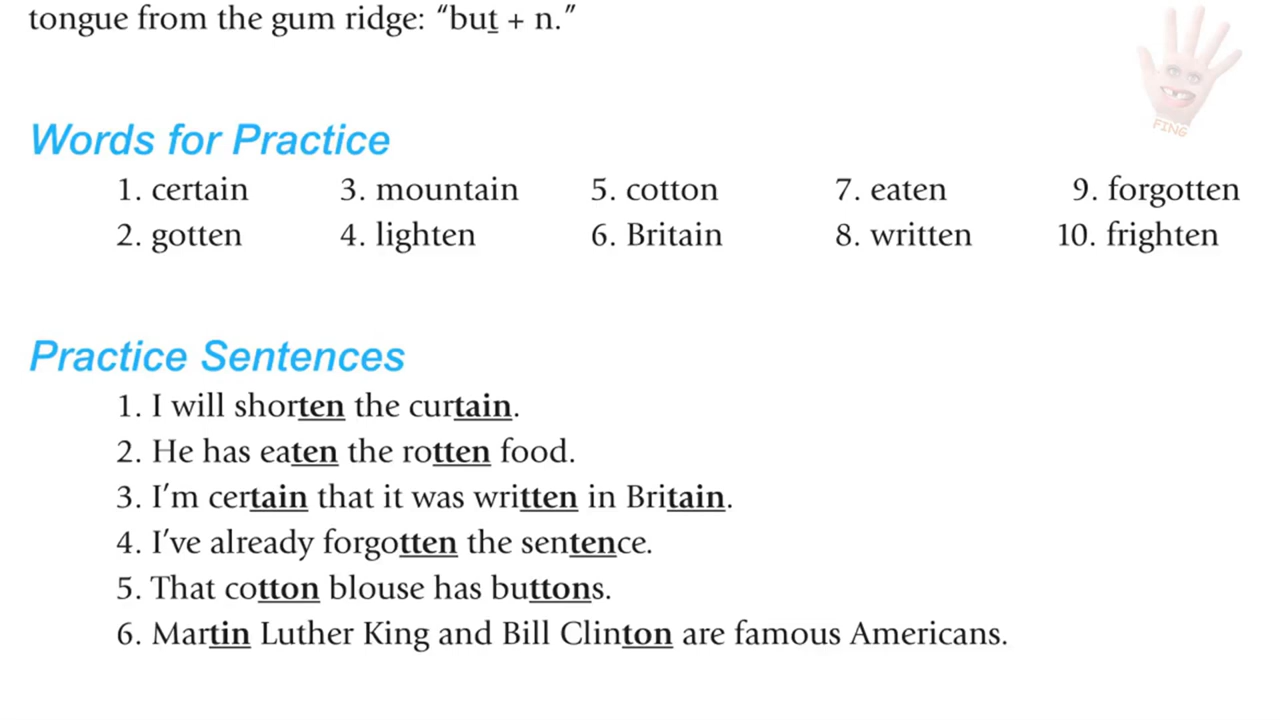 tongue from the gum ridge: “but + n.”
FING
Words for Practice
1. certain 3. mountain 5. cotton 7. eaten 9. forgotten
2. gotten 4. lighten 6. Britain 8. written 10. frighten
Practice Sentences
1. I will shorten the curtain.
2. He has eaten the rotten food.
3. I’m certain that it was written in Britain.
4. I’ve already forgotten the sentence.
5. That cotton blouse has buttons.
6. Martin Luther King and Bill Clinton are famous Americans.